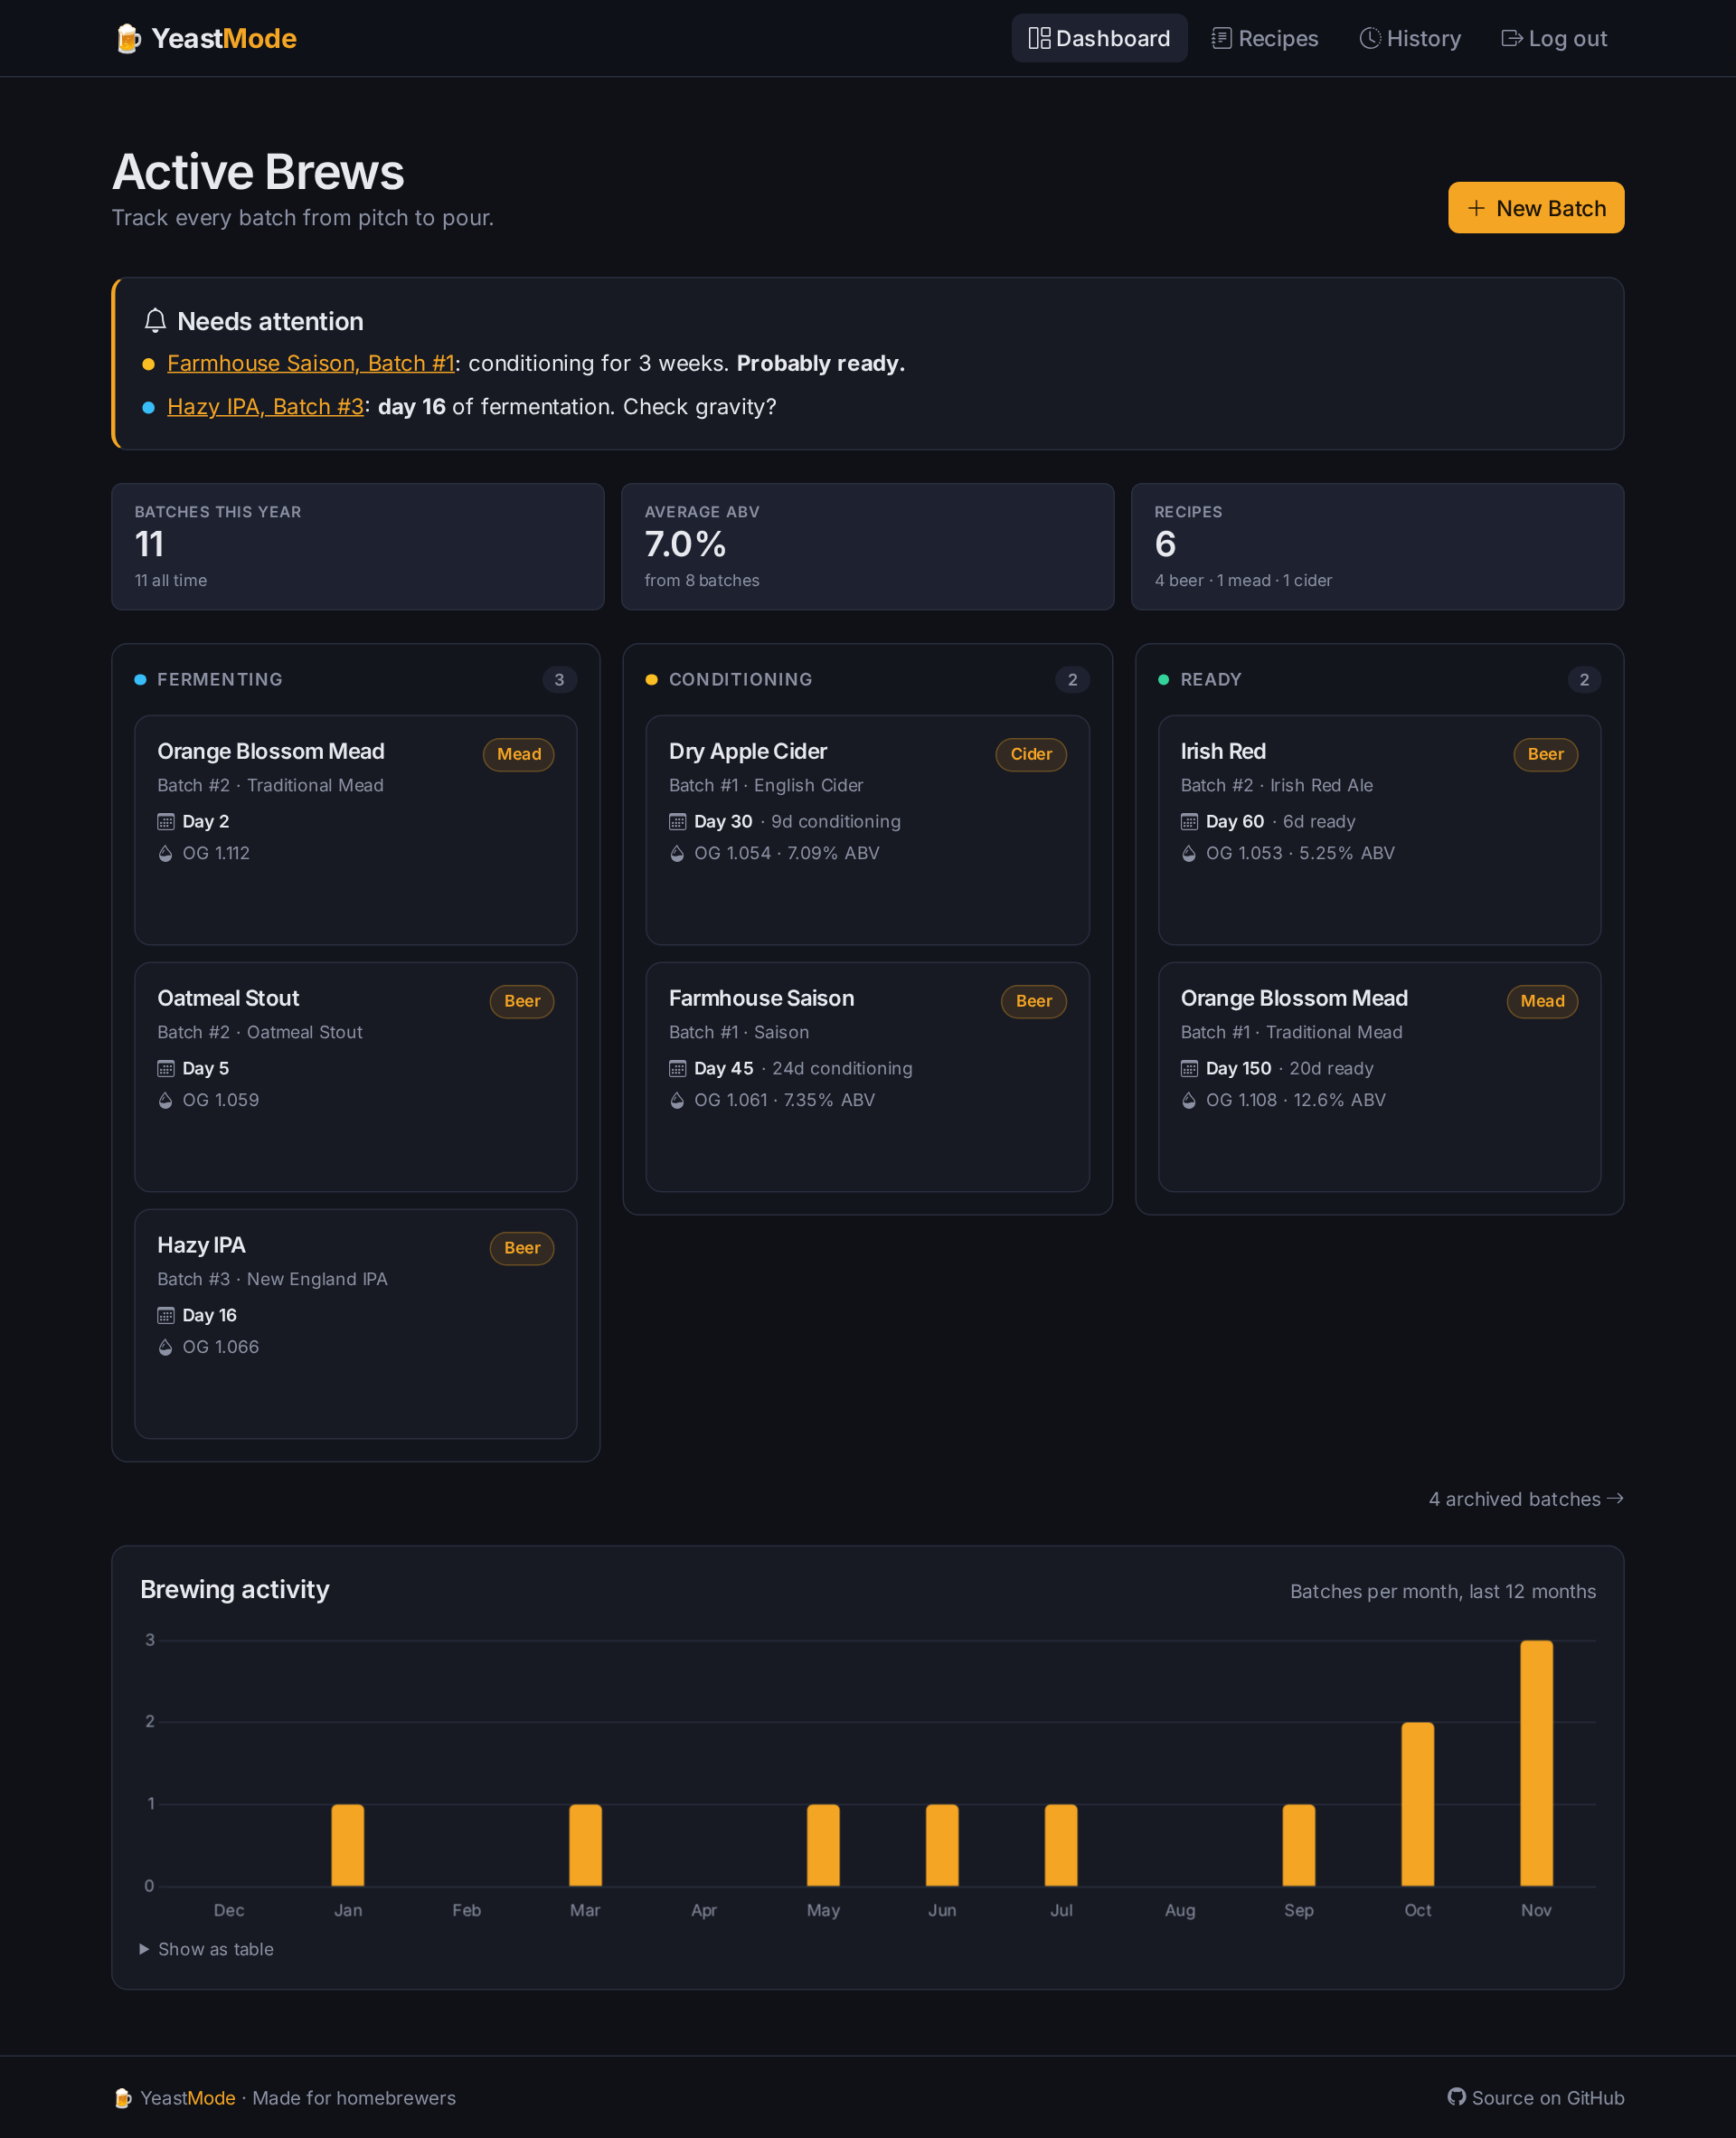 YeastMode
Dashboard
Recipes
History
Log out
Active Brews
Track every batch from pitch to pour.
New Batch
Needs attention
Farmhouse Saison, Batch #1: conditioning for 3 weeks. Probably ready.
Hazy IPA, Batch #3: day 16 of fermentation. Check gravity?
BATCHES THIS YEAR
11
11 all time
AVERAGE ABV
7.0%
from 8 batches
RECIPES
6
4 beer · 1 mead · 1 cider
FERMENTING
3
Orange Blossom Mead
Mead
Batch #2 · Traditional Mead
Day 2
OG 1.112
Oatmeal Stout
Beer
Batch #2 · Oatmeal Stout
Day 5
OG 1.059
Hazy IPA
Beer
Batch #3 · New England IPA
Day 16
OG 1.066
CONDITIONING
2
Dry Apple Cider
Cider
Batch #1 · English Cider
Day 30 · 9d conditioning
OG 1.054 · 7.09% ABV
Farmhouse Saison
Beer
Batch #1 · Saison
Day 45 · 24d conditioning
OG 1.061 · 7.35% ABV
READY
2
Irish Red
Beer
Batch #2 · Irish Red Ale
Day 60 · 6d ready
OG 1.053 · 5.25% ABV
Orange Blossom Mead
Mead
Batch #1 · Traditional Mead
Day 150 · 20d ready
OG 1.108 · 12.6% ABV
4 archived batches →
Brewing activity
Batches per month, last 12 months
3
2
1
0
Dec
Jan
Feb
Mar
Apr
May
Jun
Jul
Aug
Sep
Oct
Nov
Show as table
YeastMode · Made for homebrewers
Source on GitHub